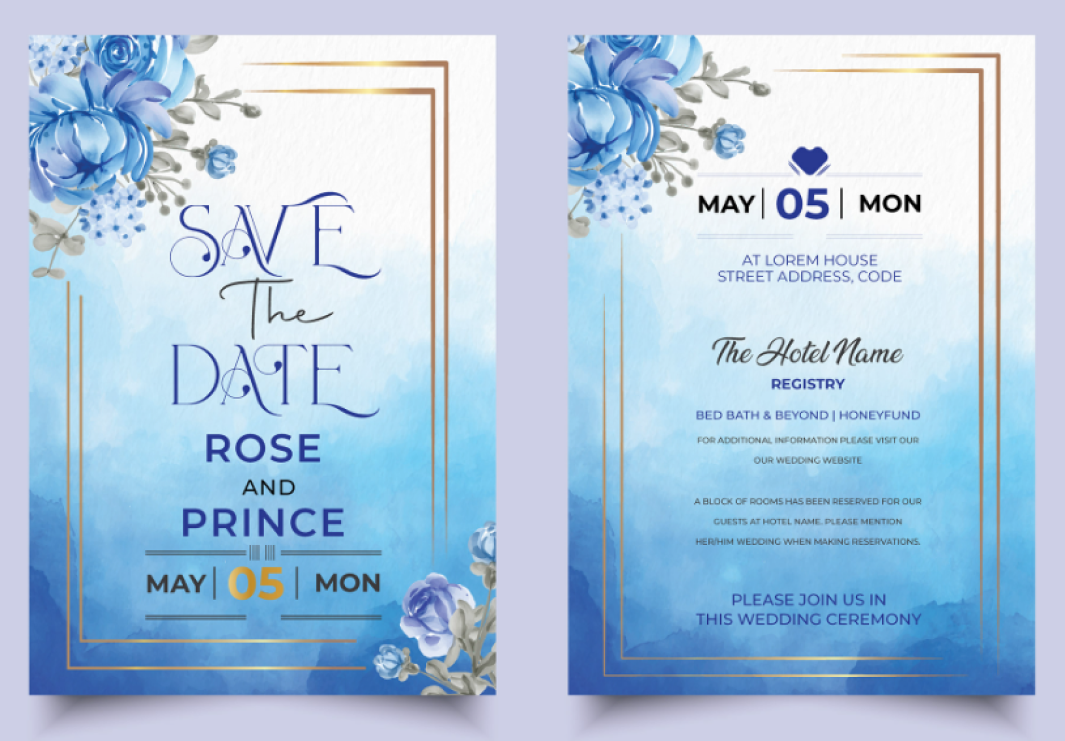 SAVE
The
DATE
ROSE
AND
PRINCE
MAY | 05 | MON
MAY | 05 | MON
AT LOREM HOUSE
STREET ADDRESS, CODE
The Hotel Name
REGISTRY
BED BATH & BEYOND | HONEYFUND
FOR ADDITIONAL INFORMATION PLEASE VISIT OUR
OUR WEDDING WEBSITE
A BLOCK OF ROOMS HAS BEEN RESERVED FOR OUR
GUESTS AT HOTEL NAME. PLEASE MENTION
HER/HIM WEDDING WHEN MAKING RESERVATIONS.
PLEASE JOIN US IN
THIS WEDDING CEREMONY